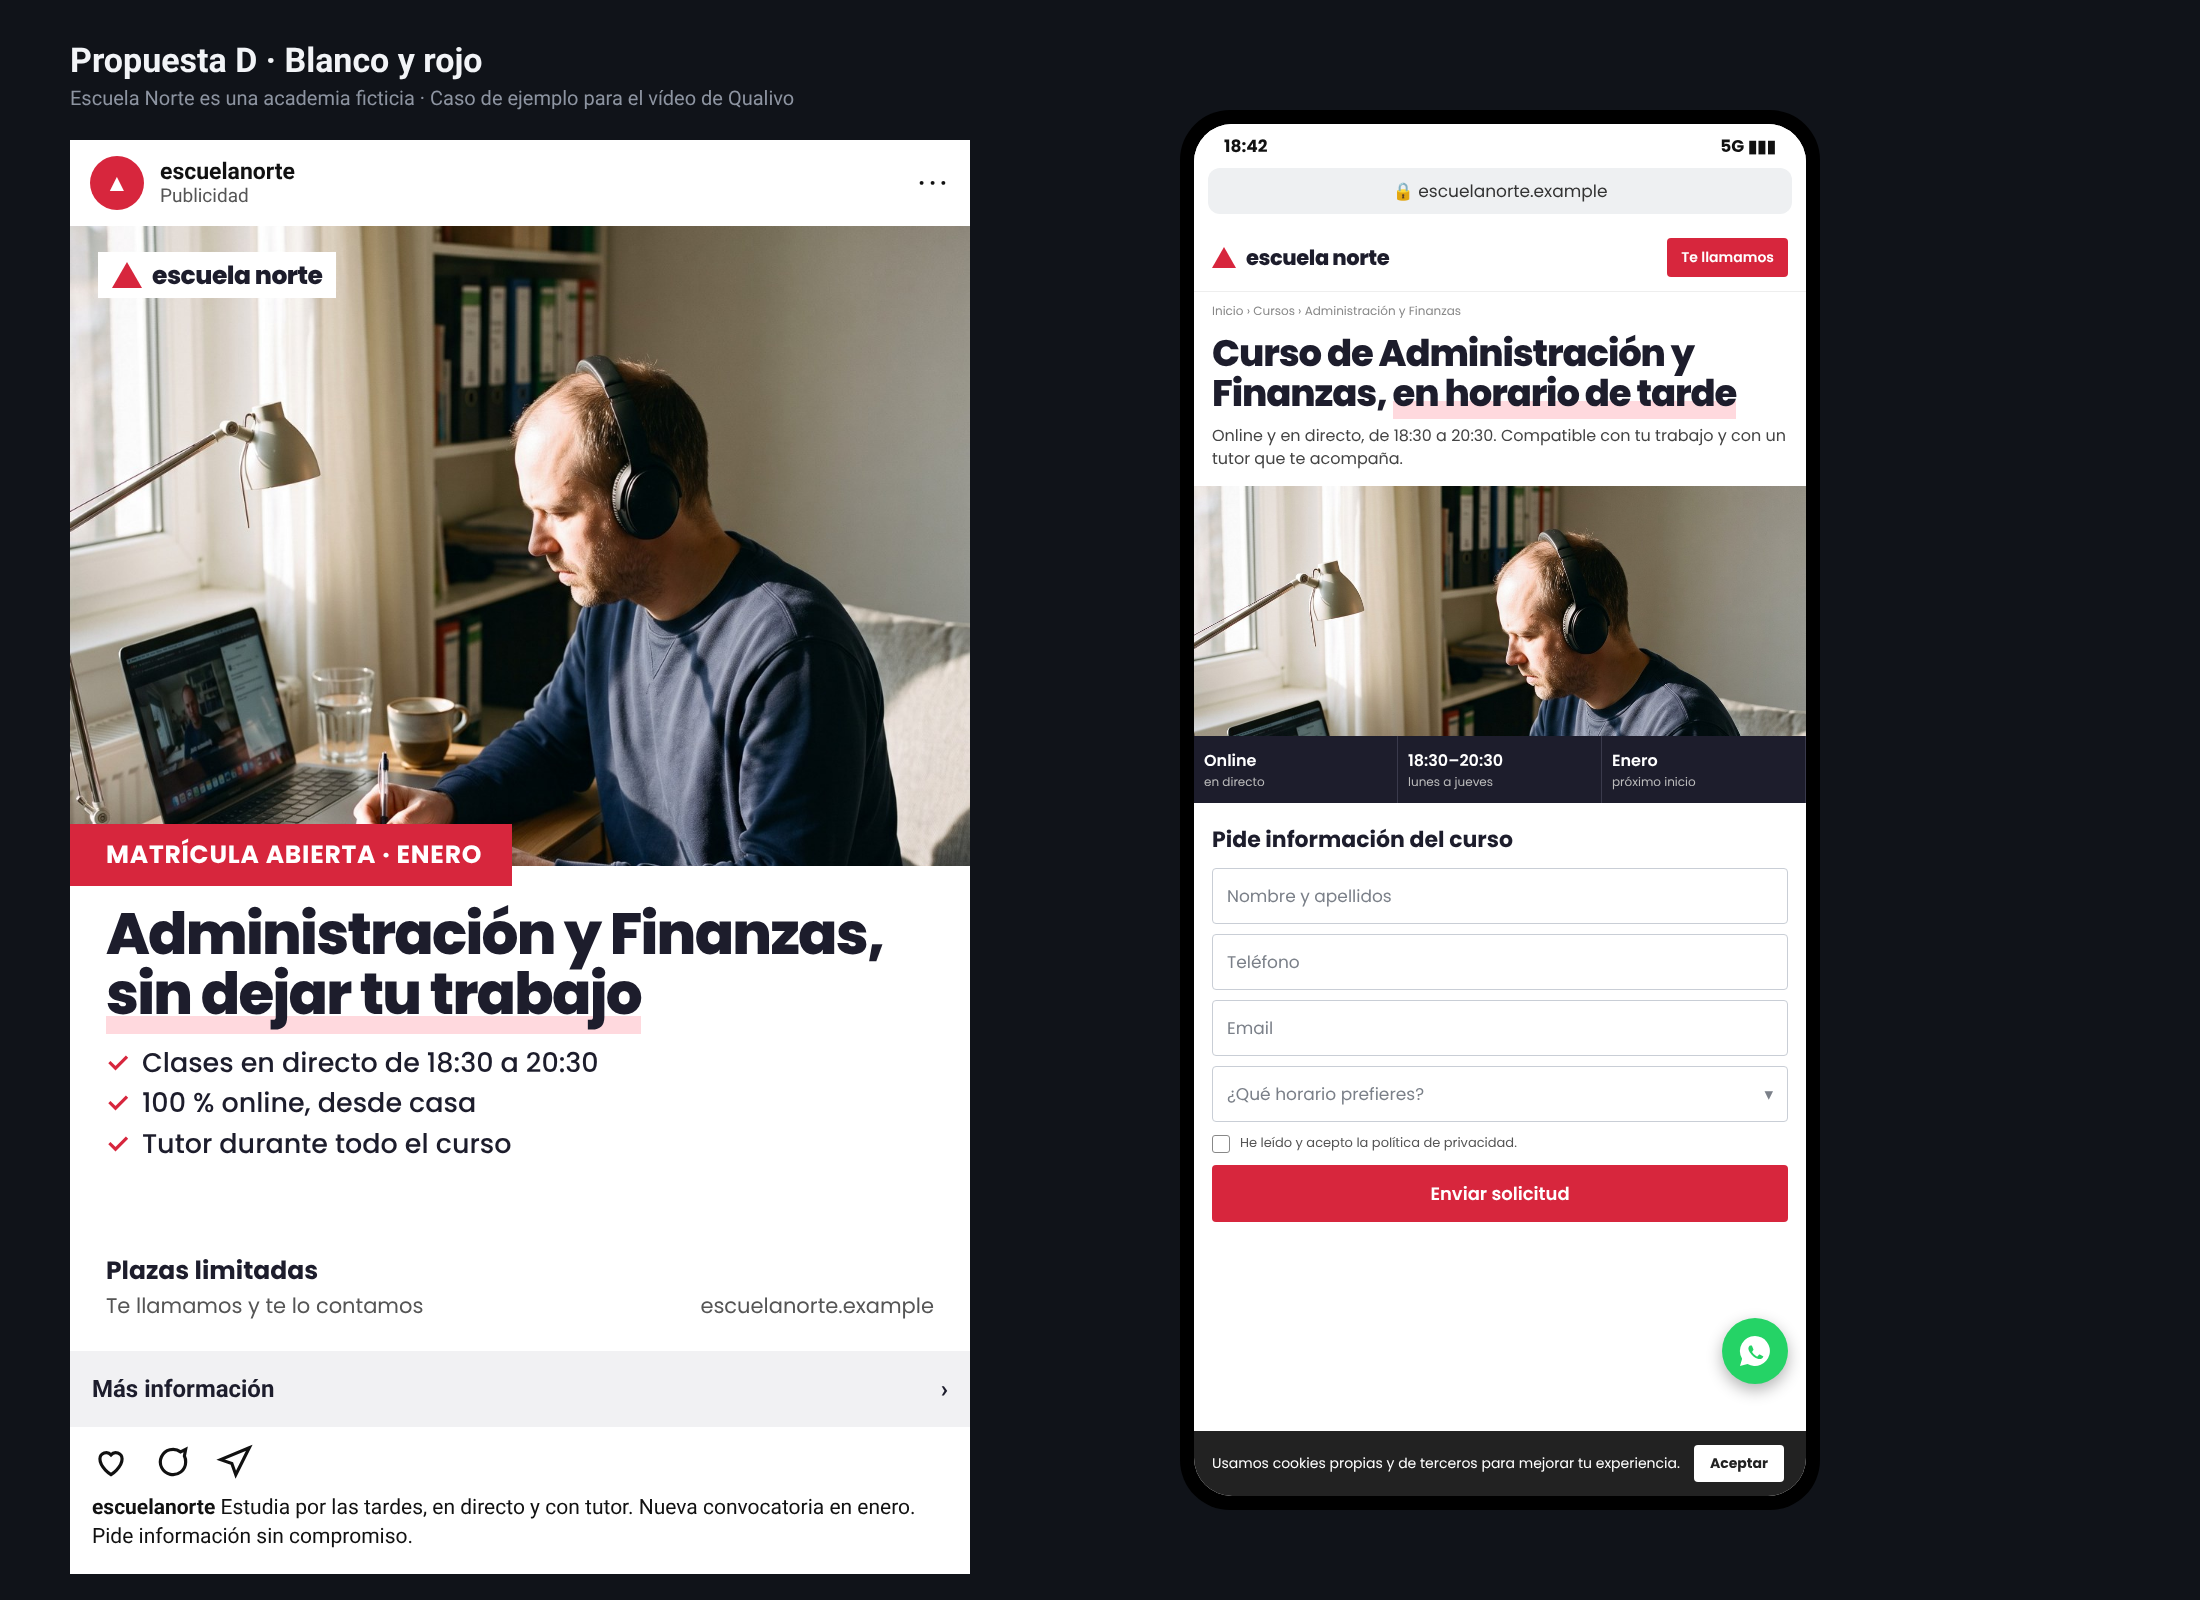 Propuesta D · Blanco y rojo
Escuela Norte es una academia ficticia · Caso de ejemplo para el vídeo de Qualivo
escuelanorte
Publicidad
escuela norte
MATRÍCULA ABIERTA · ENERO
Administración y Finanzas,
sin dejar tu trabajo
Clases en directo de 18:30 a 20:30
100 % online, desde casa
Tutor durante todo el curso
Plazas limitadas
Te llamamos y te lo contamos
escuelanorte.example
Más información
escuelanorte Estudia por las tardes, en directo y con tutor. Nueva convocatoria en enero.
Pide información sin compromiso.
18:42
5G
escuelanorte.example
escuela norte
Te llamamos
Inicio › Cursos › Administración y Finanzas
Curso de Administración y
Finanzas, en horario de tarde
Online y en directo, de 18:30 a 20:30. Compatible con tu trabajo y con un
tutor que te acompaña.
Online
en directo
18:30–20:30
lunes a jueves
Enero
próximo inicio
Pide información del curso
Nombre y apellidos
Teléfono
Email
¿Qué horario prefieres?
He leído y acepto la política de privacidad.
Enviar solicitud
Usamos cookies propias y de terceros para mejorar tu experiencia.
Aceptar